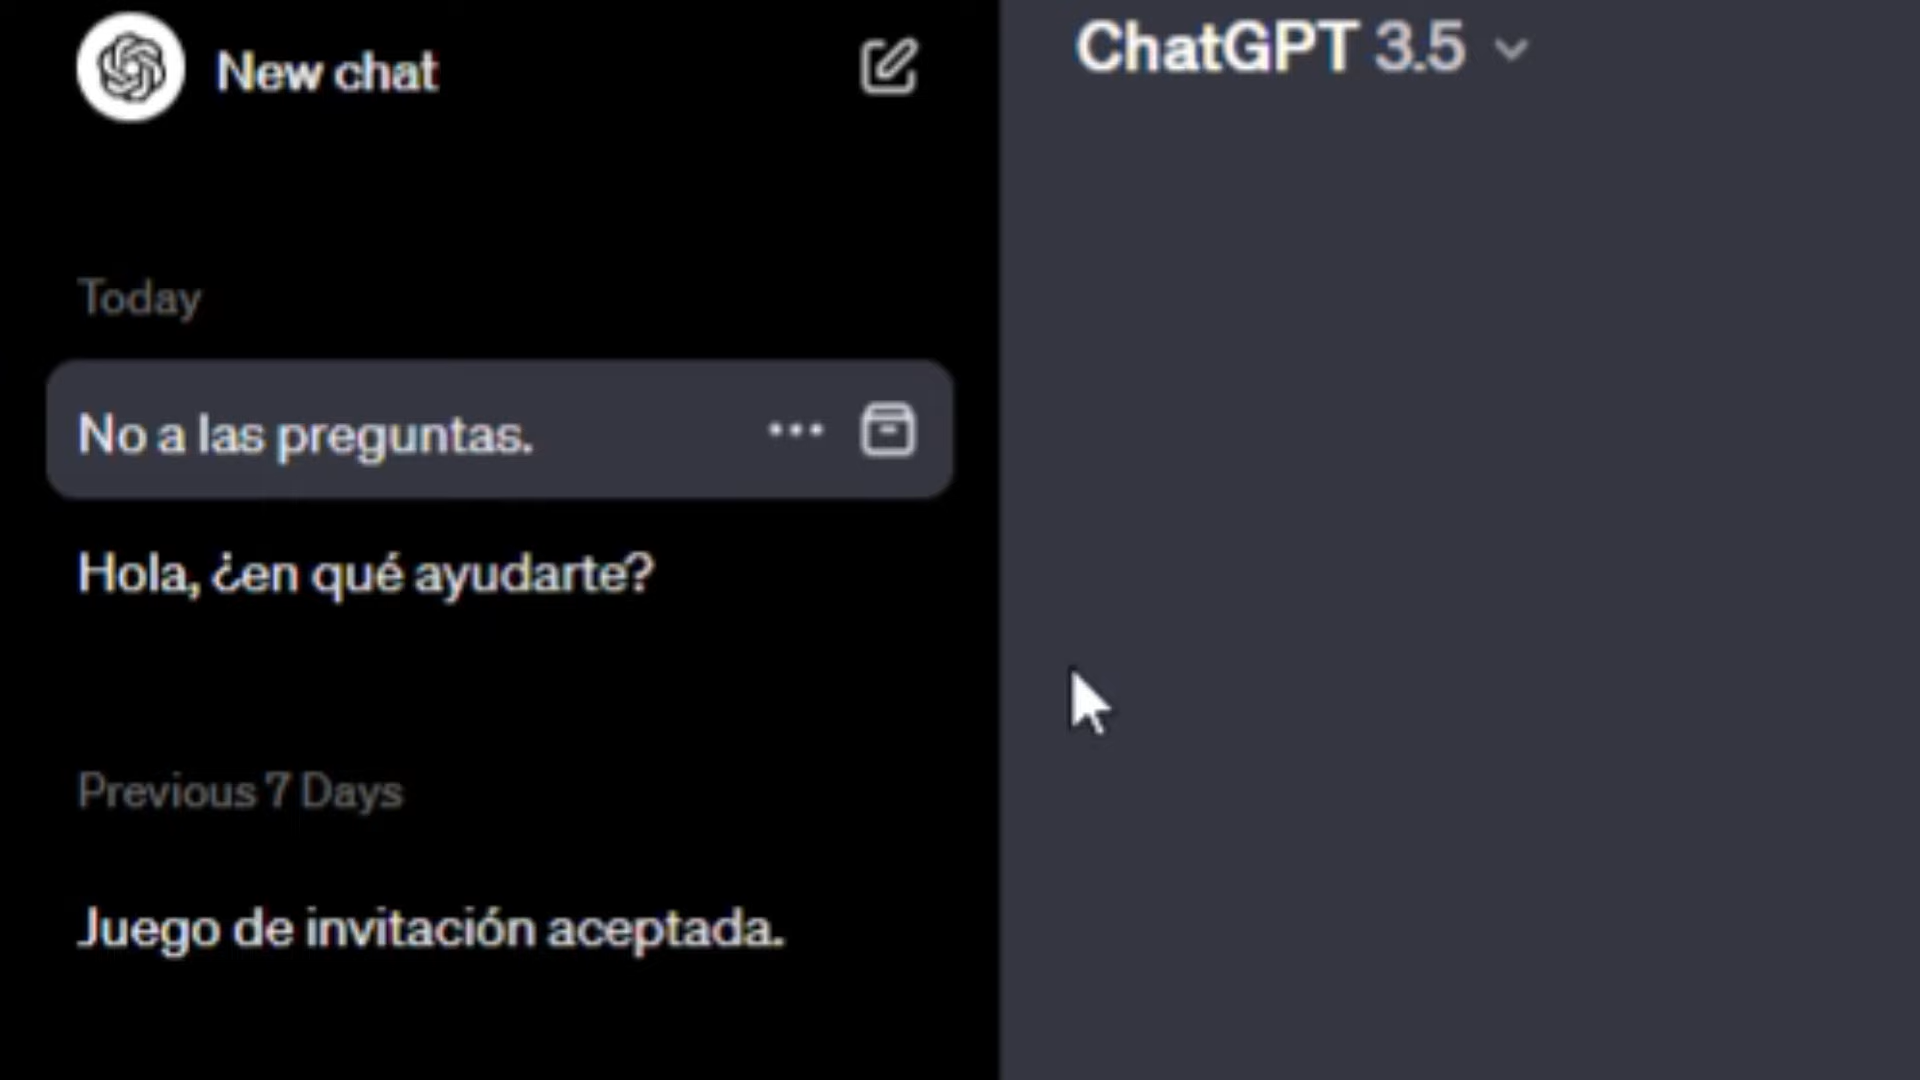 New chat
ChatGPT 3.5
Today
No a las preguntas.
Hola, ¿en qué ayudarte?
Previous 7 Days
Juego de invitación aceptada.